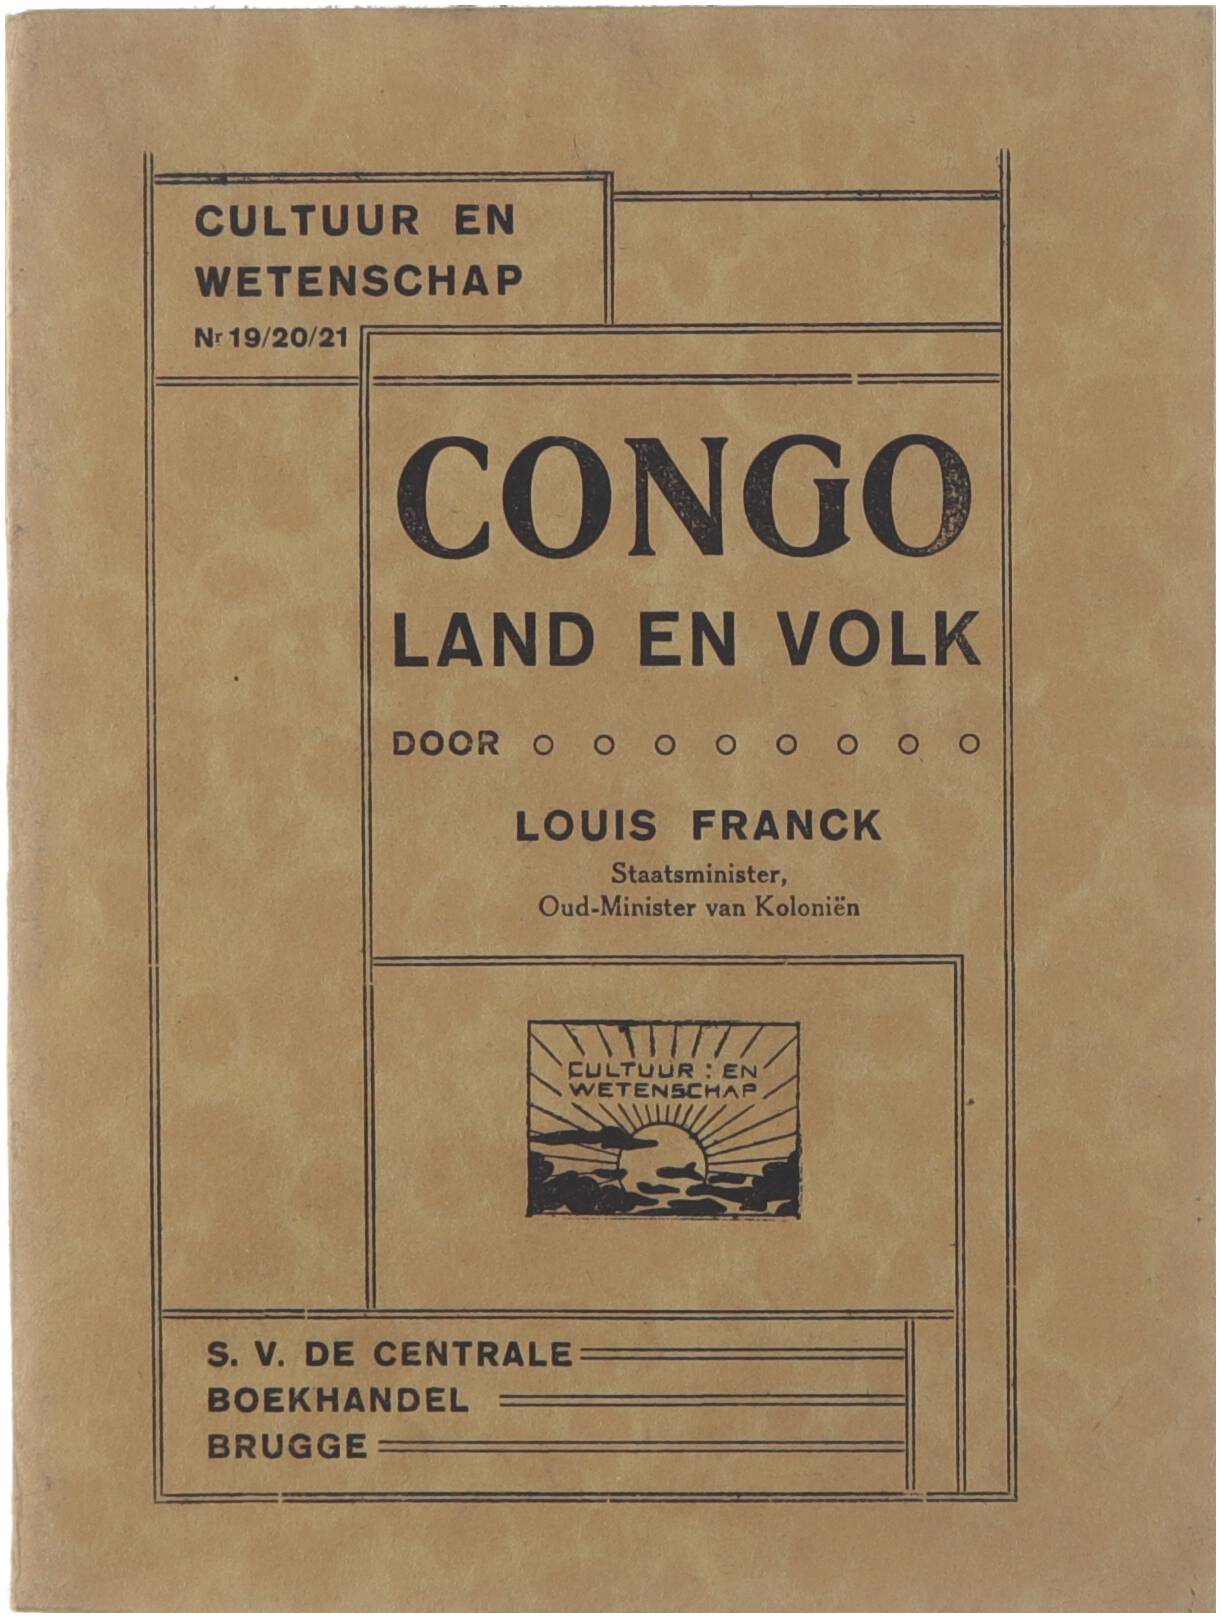 CULTUUR EN
WETENSCHAP
Nr 19/20/21
CONGO
LAND EN VOLK
DOOR o o o o o o o o
LOUIS FRANCK
Staatsminister,
Oud-Minister van Koloniën
CULTUUR : EN
WETENSCHAP
S. V. DE CENTRALE
BOEKHANDEL
BRUGGE